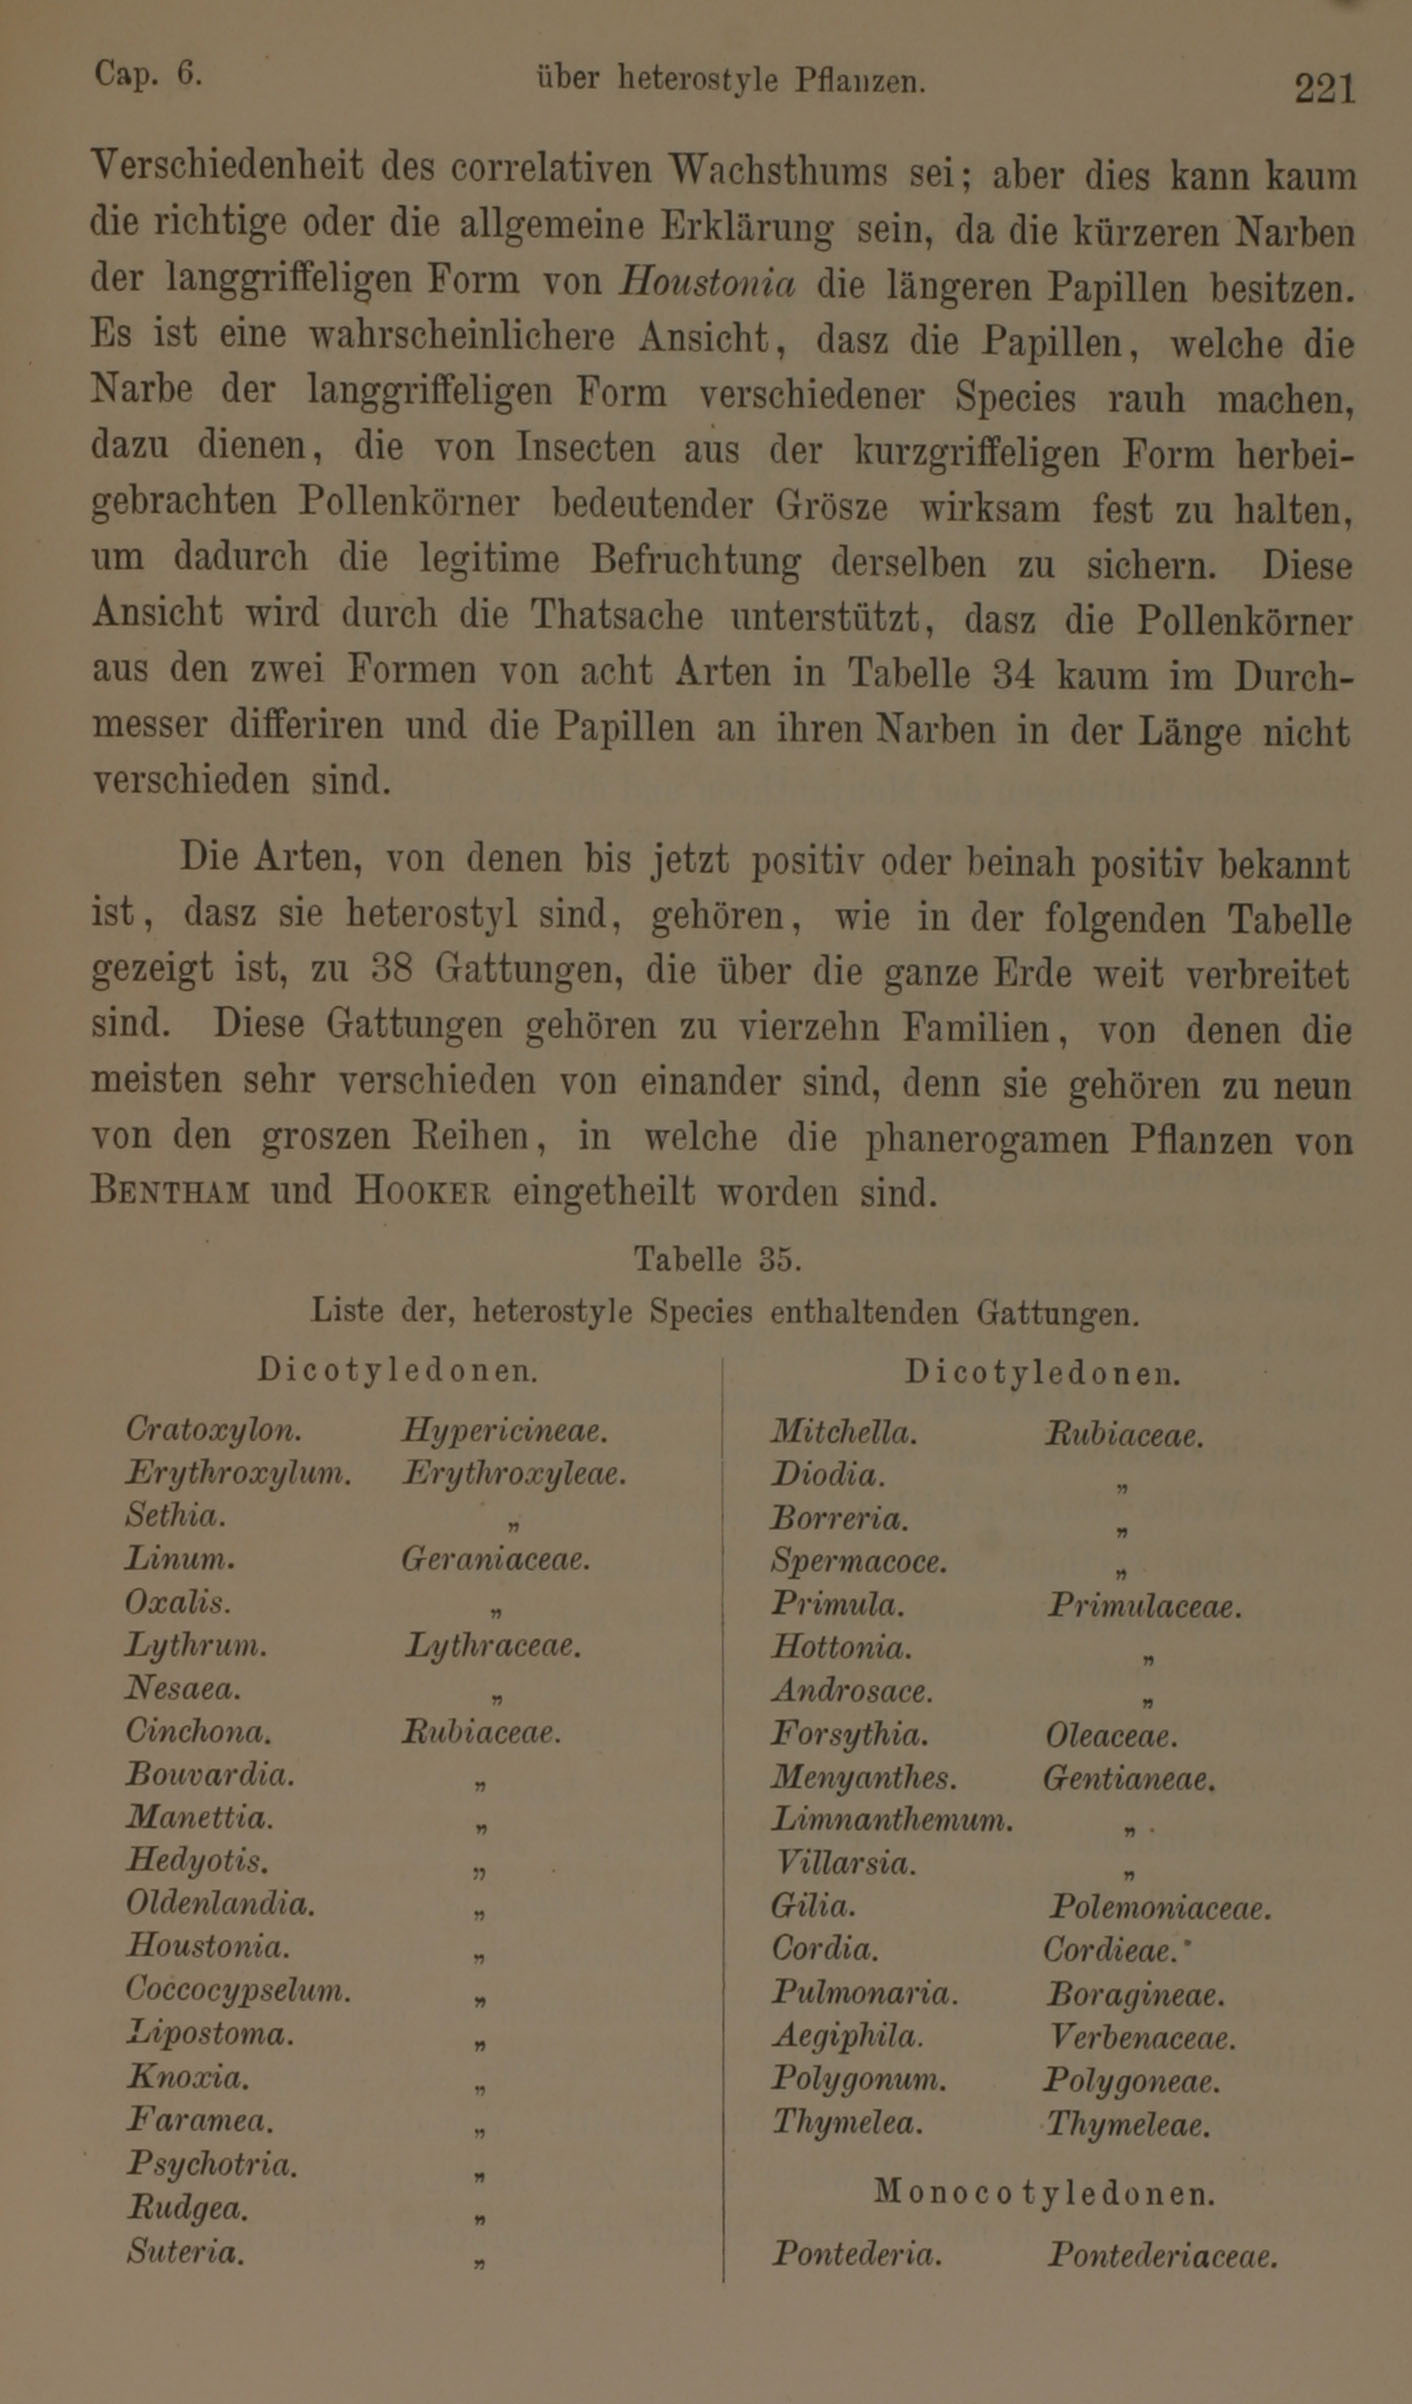 Cap. 6. über heterostyle Pflanzen. 221
Verschiedenheit des correlativen Wachsthums sei; aber dies kann kaum
die richtige oder die allgemeine Erklärung sein, da die kürzeren Narben
der langgriffeligen Form von Houstonia die längeren Papillen besitzen.
Es ist eine wahrscheinlichere Ansicht, dasz die Papillen, welche die
Narbe der langgriffeligen Form verschiedener Species rauh machen,
dazu dienen, die von Insecten aus der kurzgriffeligen Form herbei-
gebrachten Pollenkörner bedeutender Grösze wirksam fest zu halten,
um dadurch die legitime Befruchtung derselben zu sichern. Diese
Ansicht wird durch die Thatsache unterstützt, dasz die Pollenkörner
aus den zwei Formen von acht Arten in Tabelle 34 kaum im Durch-
messer differiren und die Papillen an ihren Narben in der Länge nicht
verschieden sind.
Die Arten, von denen bis jetzt positiv oder beinah positiv bekannt
ist, dasz sie heterostyl sind, gehören, wie in der folgenden Tabelle
gezeigt ist, zu 38 Gattungen, die über die ganze Erde weit verbreitet
sind. Diese Gattungen gehören zu vierzehn Familien, von denen die
meisten sehr verschieden von einander sind, denn sie gehören zu neun
von den groszen Reihen, in welche die phanerogamen Pflanzen von
BENTHAM und HOOKER eingetheilt worden sind.
Tabelle 35.
Liste der, heterostyle Species enthaltenden Gattungen.
Dicotyledonen.
Cratoxylon. Hypericineae.
Erythroxylum. Erythroxyleae.
Sethia. „
Linum. Geraniaceae.
Oxalis. „
Lythrum. Lythraceae.
Nesaea. „
Cinchona. Rubiaceae.
Bouvardia. „
Manettia. „
Hedyotis. „
Oldenlandia. „
Houstonia. „
Coccocypselum. „
Lipostoma. „
Knoxia. „
Faramea. „
Psychotria. „
Rudgea. „
Suteria. „
Dicotyledonen.
Mitchella. Rubiaceae.
Diodia. „
Borreria. „
Spermacoce. „
Primula. Primulaceae.
Hottonia. „
Androsace. „
Forsythia. Oleaceae.
Menyanthes. Gentianeae.
Limnanthemum. „
Villarsia. „
Gilia. Polemoniaceae.
Cordia. Cordieae.
Pulmonaria. Boragineae.
Aegiphila. Verbenaceae.
Polygonum. Polygoneae.
Thymelea. Thymeleae.
Monocotyledonen.
Pontederia. Pontederiaceae.